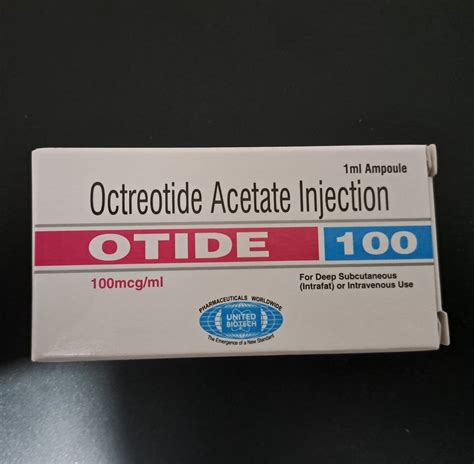 1ml Ampoule
Octreotide Acetate Injection
OTIDE 100
100mcg/ml
For Deep Subcutaneous
(Intrafat) or Intravenous Use
PHARMACEUTICALS WORLDWIDE
UNITED
BIOTECH
The Emergence of a New Standard